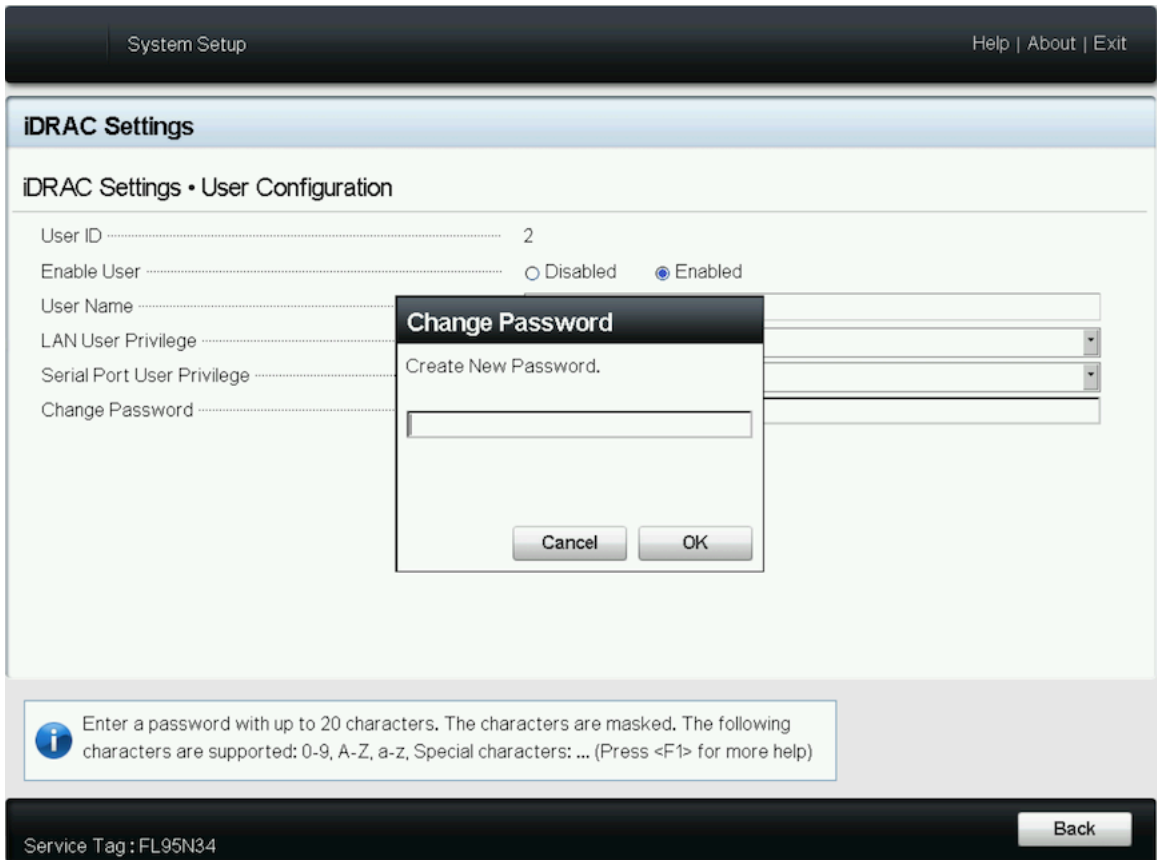 System Setup
Help | About | Exit
iDRAC Settings
iDRAC Settings • User Configuration
User ID 2
Enable User Disabled Enabled
User Name
LAN User Privilege
Serial Port User Privilege
Change Password
Change Password
Create New Password.
Cancel OK
Enter a password with up to 20 characters. The characters are masked. The following
characters are supported: 0-9, A-Z, a-z, Special characters: ... (Press <F1> for more help)
Service Tag : FL95N34
Back